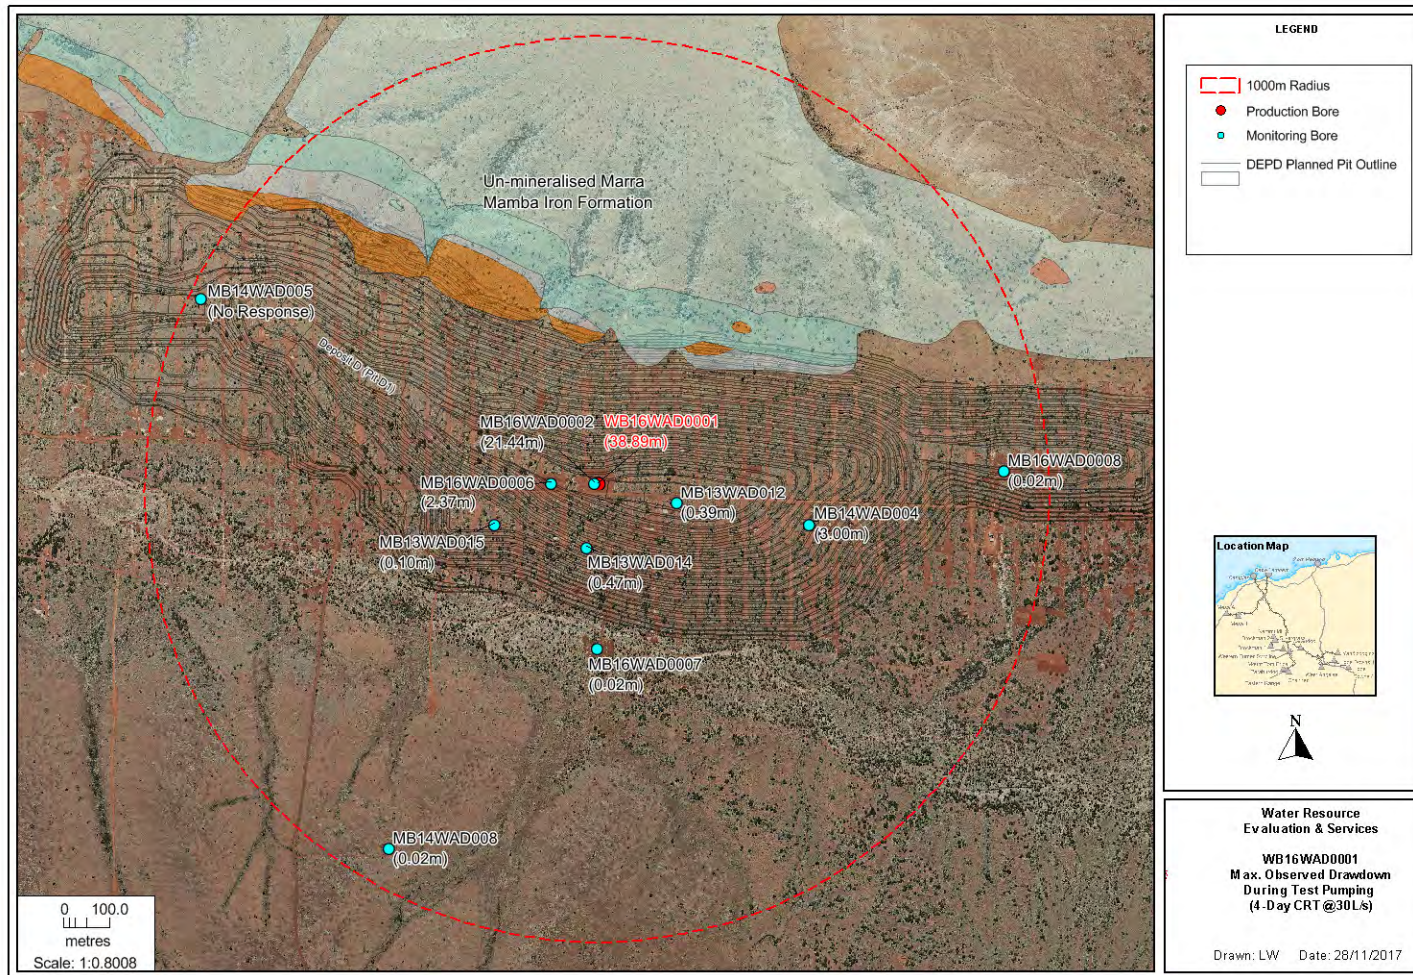 Un-mineralised Marra
Mamba Iron Formation
MB14WAD005
(No Response)
Deposit D (Pit D1)
MB16WAD0002
(21.44m)
WB16WAD0001
(38.89m)
MB16WAD0006
(2.37m)
MB13WAD012
(0.39m)
MB16WAD0008
(0.02m)
MB14WAD004
(3.00m)
MB13WAD015
(0.10m)
MB13WAD014
(0.47m)
MB16WAD0007
(0.02m)
MB14WAD008
(0.02m)
0 100.0
metres
Scale: 1:0.8008
LEGEND
1000m Radius
Production Bore
Monitoring Bore
DEPD Planned Pit Outline
Location Map
N
Water Resource
Evaluation & Services
WB16WAD0001
Max. Observed Drawdown
During Test Pumping
(4-Day CRT @30L/s)
Drawn: LW Date: 28/11/2017